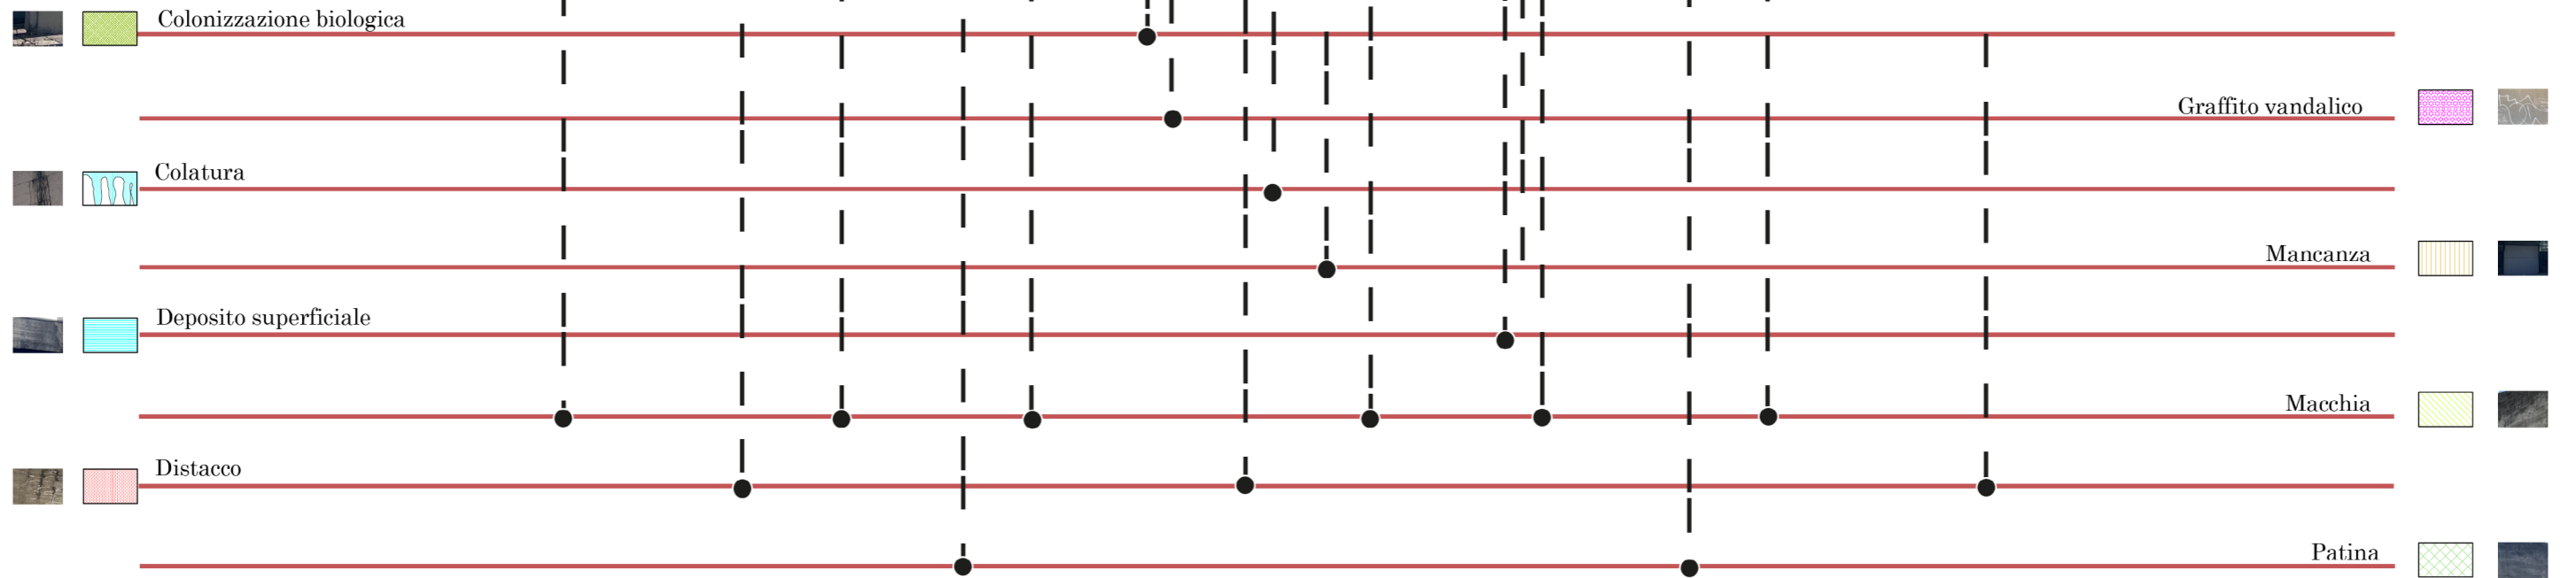 Colonizzazione biologica
Graffito vandalico
Colatura
Mancanza
Deposito superficiale
Macchia
Distacco
Patina